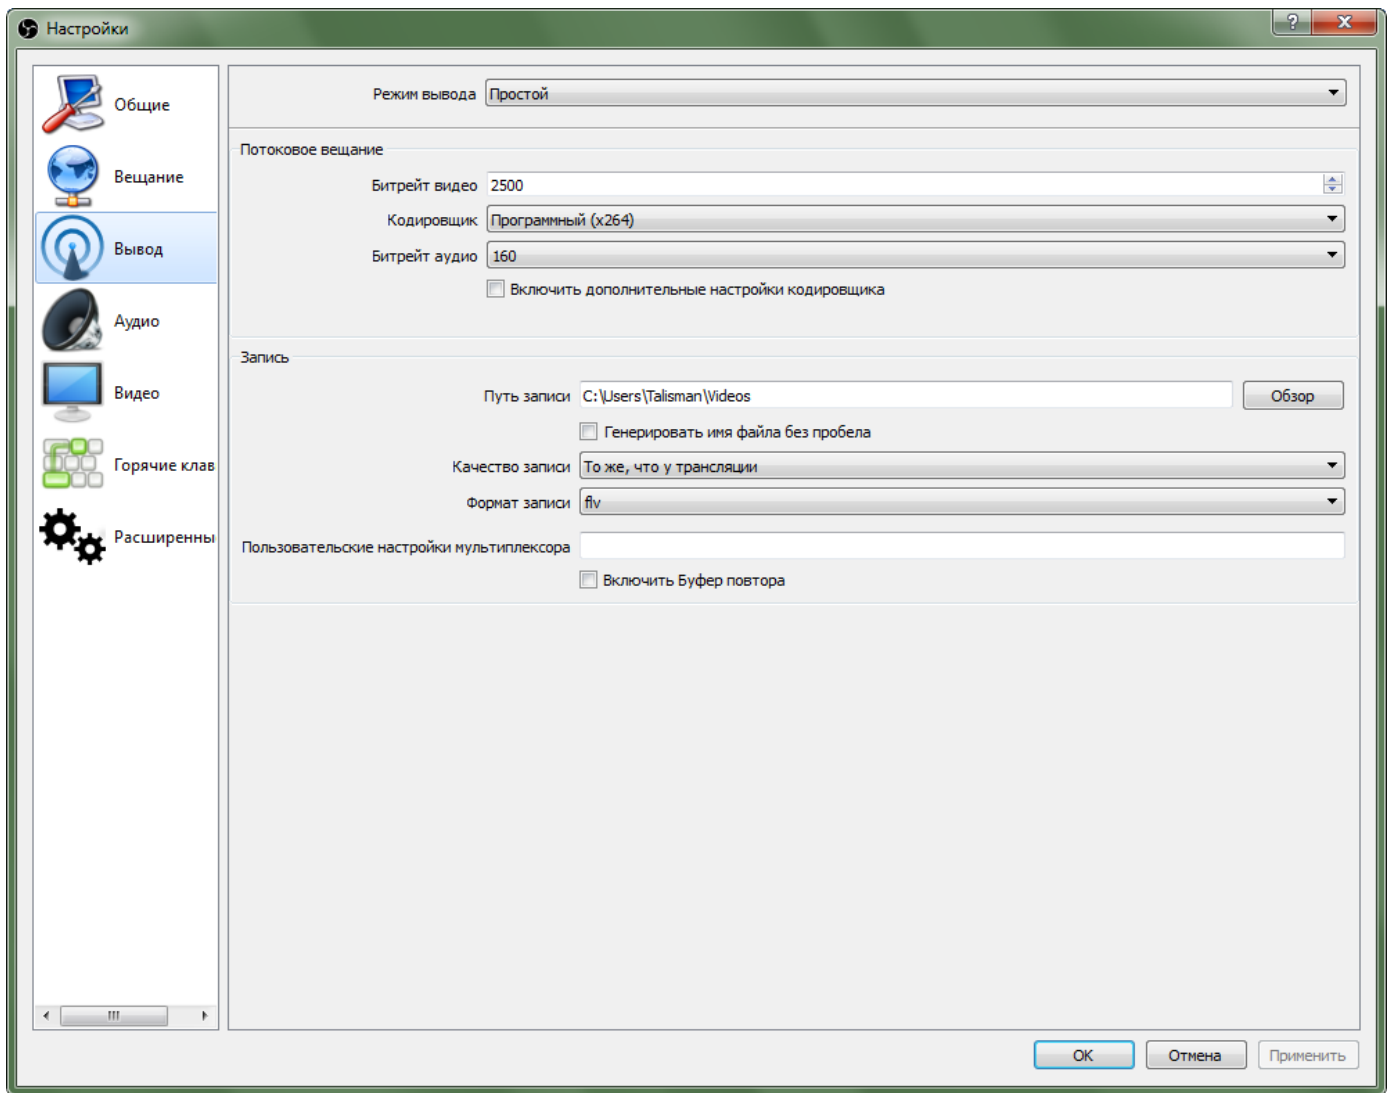 Настройки
?
X
Общие
Вещание
Вывод
Аудио
Видео
Горячие клав
Расширенны
Режим вывода Простой
Потоковое вещание
Битрейт видео 2500
Кодировщик Программный (x264)
Битрейт аудио 160
Включить дополнительные настройки кодировщика
Запись
Путь записи C:\Users\Talisman\Videos Обзор
Генерировать имя файла без пробела
Качество записи То же, что у трансляции
Формат записи flv
Пользовательские настройки мультиплексора
Включить Буфер повтора
OK Отмена Применить